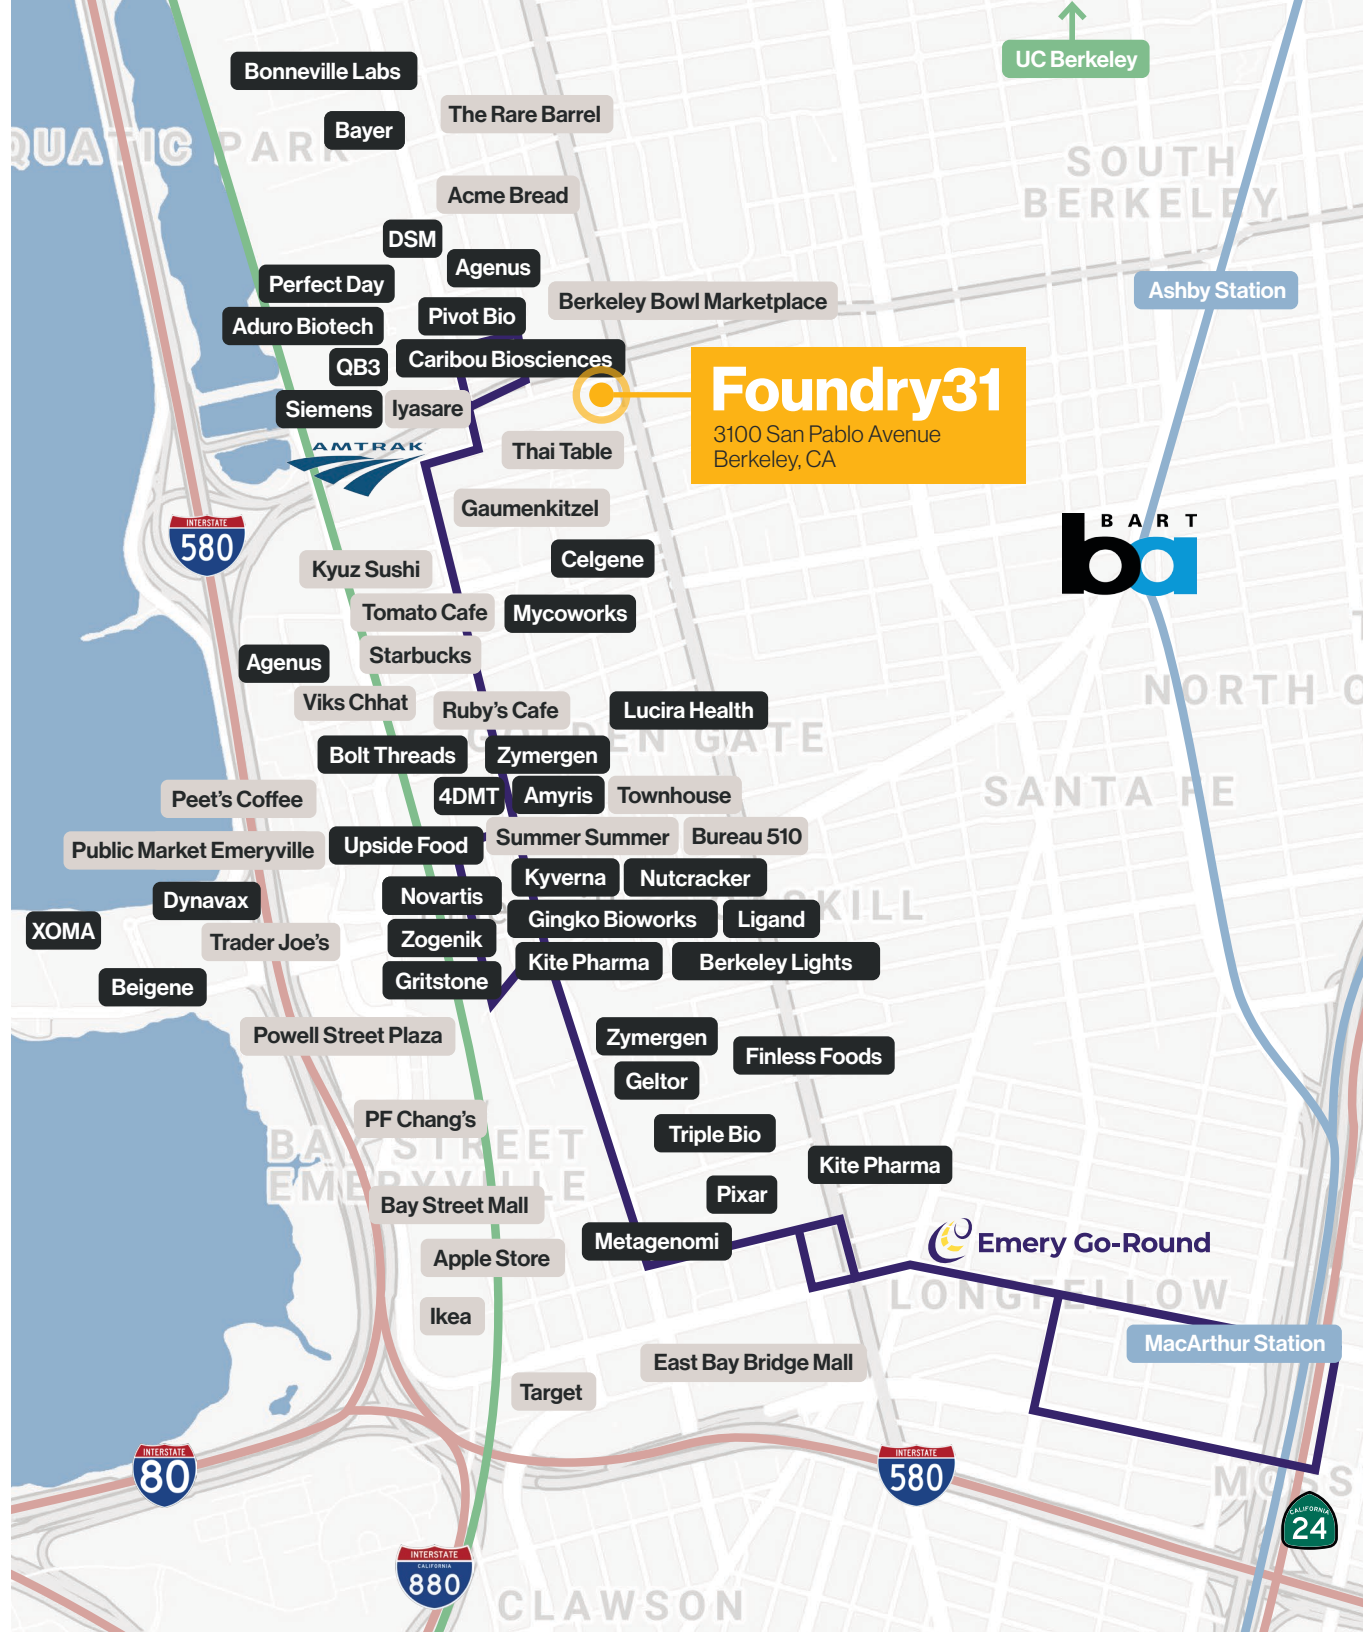 UC Berkeley
Bonneville Labs
The Rare Barrel
Bayer
QUATIC PARK
SOUTH
BERKELEY
Acme Bread
DSM
Agenus
Perfect Day
Ashby Station
Berkeley Bowl Marketplace
Pivot Bio
Aduro Biotech
Caribou Biosciences
QB3
Foundry31
3100 San Pablo Avenue
Berkeley, CA
Siemens
Iyasare
AMTRAK
Thai Table
Gaumenkitzel
BART
ba
INTERSTATE
580
Celgene
Kyuz Sushi
Tomato Cafe
Mycoworks
Starbucks
Agenus
NORTH O
Viks Chhat
Ruby's Cafe
Lucira Health
GOLDEN GATE
Bolt Threads
Zymergen
SANTA FE
Peet's Coffee
4DMT
Amyris
Townhouse
Public Market Emeryville
Upside Food
Summer Summer
Bureau 510
Kyverna
Nutcracker
Dynavax
Novartis
SKILL
Gingko Bioworks
Ligand
XOMA
Trader Joe's
Zogenik
Kite Pharma
Berkeley Lights
Beigene
Gritstone
Powell Street Plaza
Zymergen
Finless Foods
Geltor
PF Chang's
BAY STREET
EMERYVILLE
Triple Bio
Kite Pharma
Pixar
Bay Street Mall
Metagenomi
Emery Go-Round
Apple Store
LONGFELLOW
Ikea
MacArthur Station
East Bay Bridge Mall
Target
INTERSTATE
80
INTERSTATE
580
MOSS
CALIFORNIA
24
INTERSTATE
CALIFORNIA
880
CLAWSON